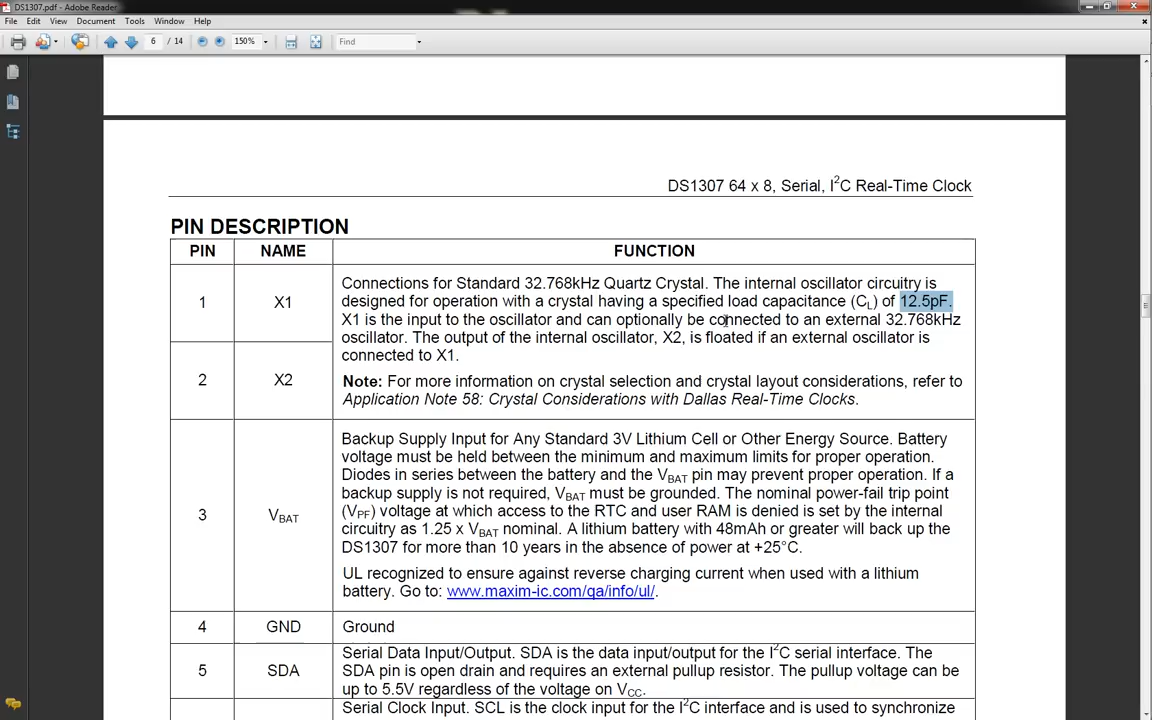 DS1307.pdf - Adobe Reader
File Edit View Document Tools Window Help
6 / 14 150% Find
DS1307 64 x 8, Serial, I2C Real-Time Clock
PIN DESCRIPTION
PIN NAME FUNCTION
1 X1
2 X2
Connections for Standard 32.768kHz Quartz Crystal. The internal oscillator circuitry is
designed for operation with a crystal having a specified load capacitance (CL) of 12.5pF.
X1 is the input to the oscillator and can optionally be connected to an external 32.768kHz
oscillator. The output of the internal oscillator, X2, is floated if an external oscillator is
connected to X1.
Note: For more information on crystal selection and crystal layout considerations, refer to
Application Note 58: Crystal Considerations with Dallas Real-Time Clocks.
3 VBAT
Backup Supply Input for Any Standard 3V Lithium Cell or Other Energy Source. Battery
voltage must be held between the minimum and maximum limits for proper operation.
Diodes in series between the battery and the VBAT pin may prevent proper operation. If a
backup supply is not required, VBAT must be grounded. The nominal power-fail trip point
(VPF) voltage at which access to the RTC and user RAM is denied is set by the internal
circuitry as 1.25 x VBAT nominal. A lithium battery with 48mAh or greater will back up the
DS1307 for more than 10 years in the absence of power at +25°C.
UL recognized to ensure against reverse charging current when used with a lithium
battery. Go to: www.maxim-ic.com/qa/info/ul/.
4 GND Ground
5 SDA
Serial Data Input/Output. SDA is the data input/output for the I2C serial interface. The
SDA pin is open drain and requires an external pullup resistor. The pullup voltage can be
up to 5.5V regardless of the voltage on VCC.
Serial Clock Input. SCL is the clock input for the I2C interface and is used to synchronize